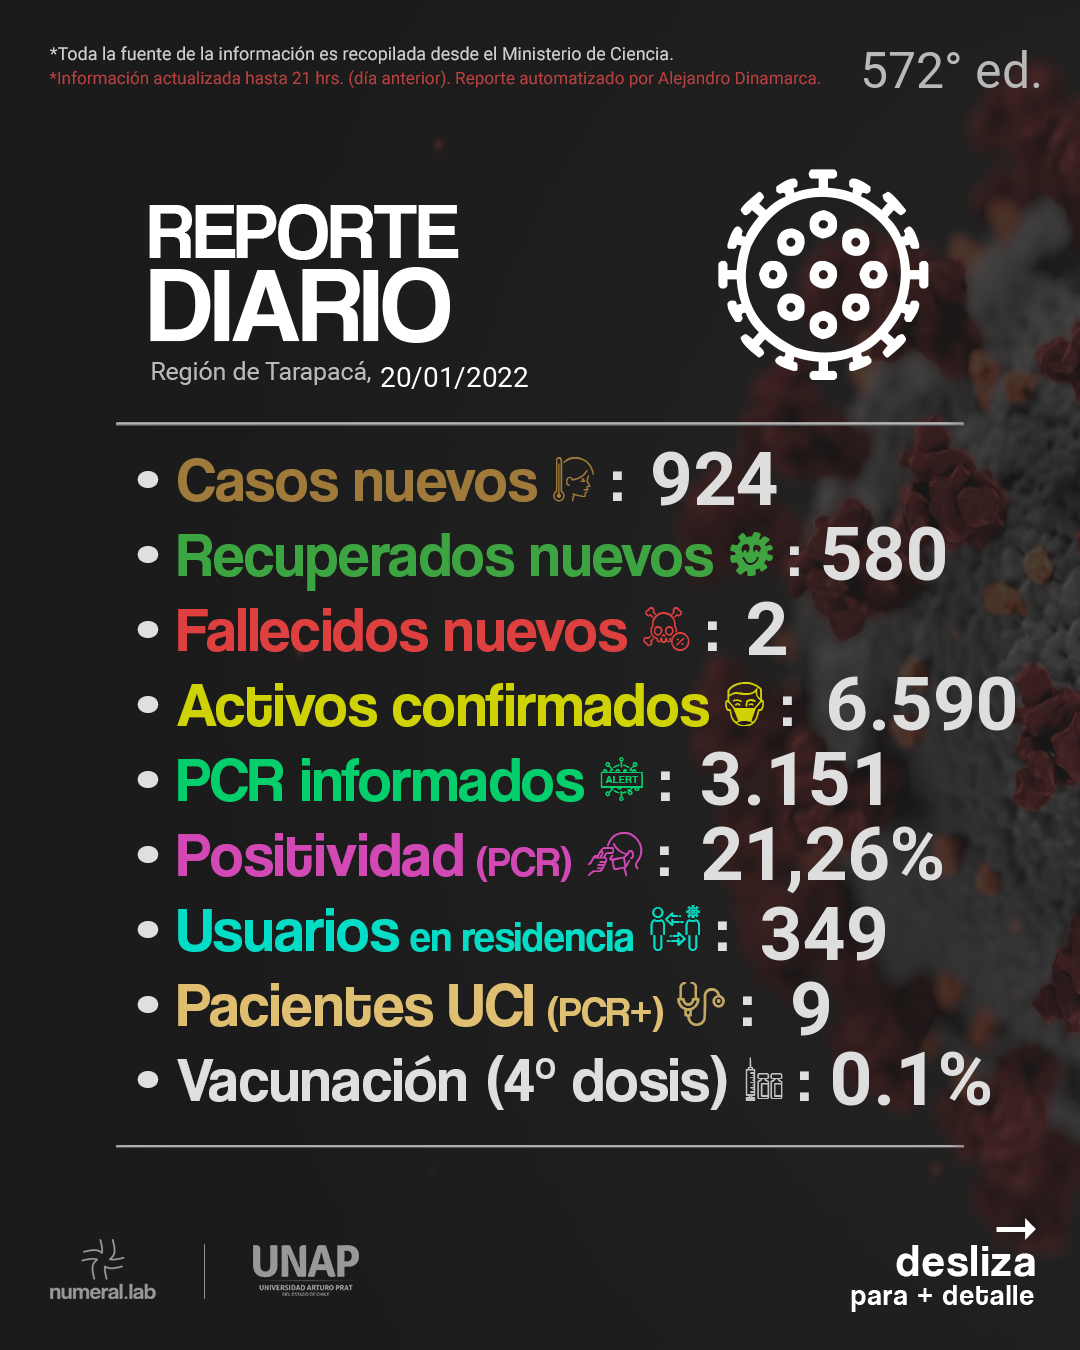 *Toda la fuente de la información es recopilada desde el Ministerio de Ciencia.
*Información actualizada hasta 21 hrs. (día anterior). Reporte automatizado por Alejandro Dinamarca.
572° ed.
REPORTE
DIARIO
Región de Tarapacá, 20/01/2022
• Casos nuevos : 924
• Recuperados nuevos : 580
• Fallecidos nuevos % : 2
• Activos confirmados : 6.590
• PCR informados ALERT : 3.151
• Positividad (PCR) : 21,26%
• Usuarios en residencia : 349
• Pacientes UCI (PCR+) : 9
• Vacunación (4º dosis) : 0.1%
numeral.lab
UNAP
UNIVERSIDAD ARTURO PRAT
DEL ESTADO DE CHILE
desliza
para + detalle